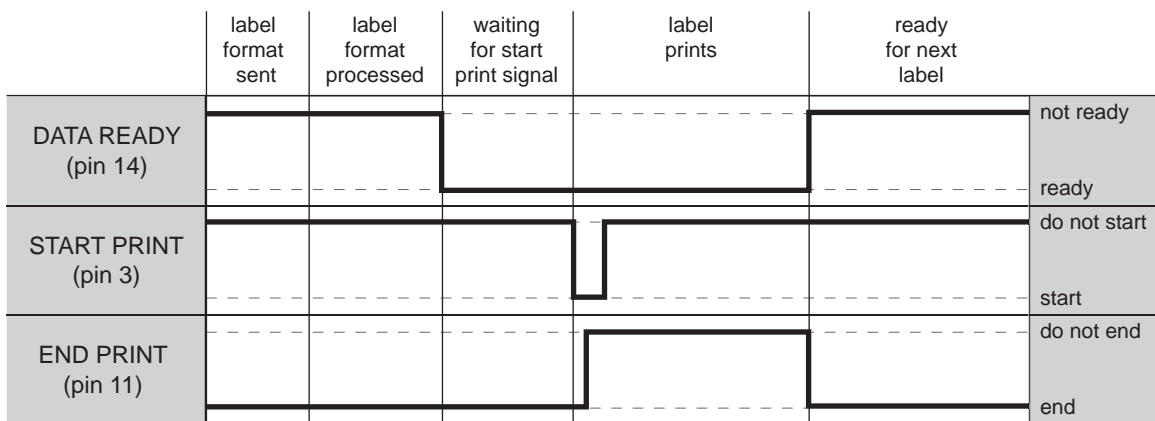 label
format
sent
label
format
processed
waiting
for start
print signal
label
prints
ready
for next
label
DATA READY
(pin 14)
not ready
ready
START PRINT
(pin 3)
do not start
start
END PRINT
(pin 11)
do not end
end